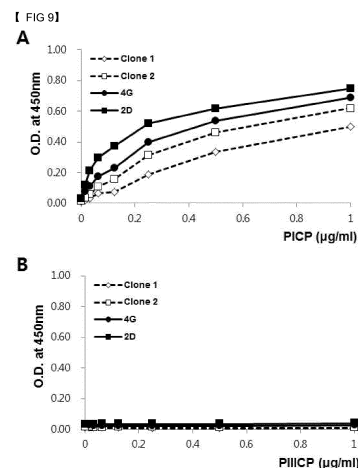 【 FIG 9】
A
1.00
0.80
0.60
0.40
0.20
0.00
O.D. at 450nm
Clone 1
Clone 2
4G
2D
0 0.2 0.4 0.6 0.8 1
PICP (μg/ml)
B
1.00
0.80
0.60
0.40
0.20
0.00
O.D. at 450nm
Clone 1
Clone 2
4G
2D
0 0.2 0.4 0.6 0.8 1
PIIICP (μg/ml)